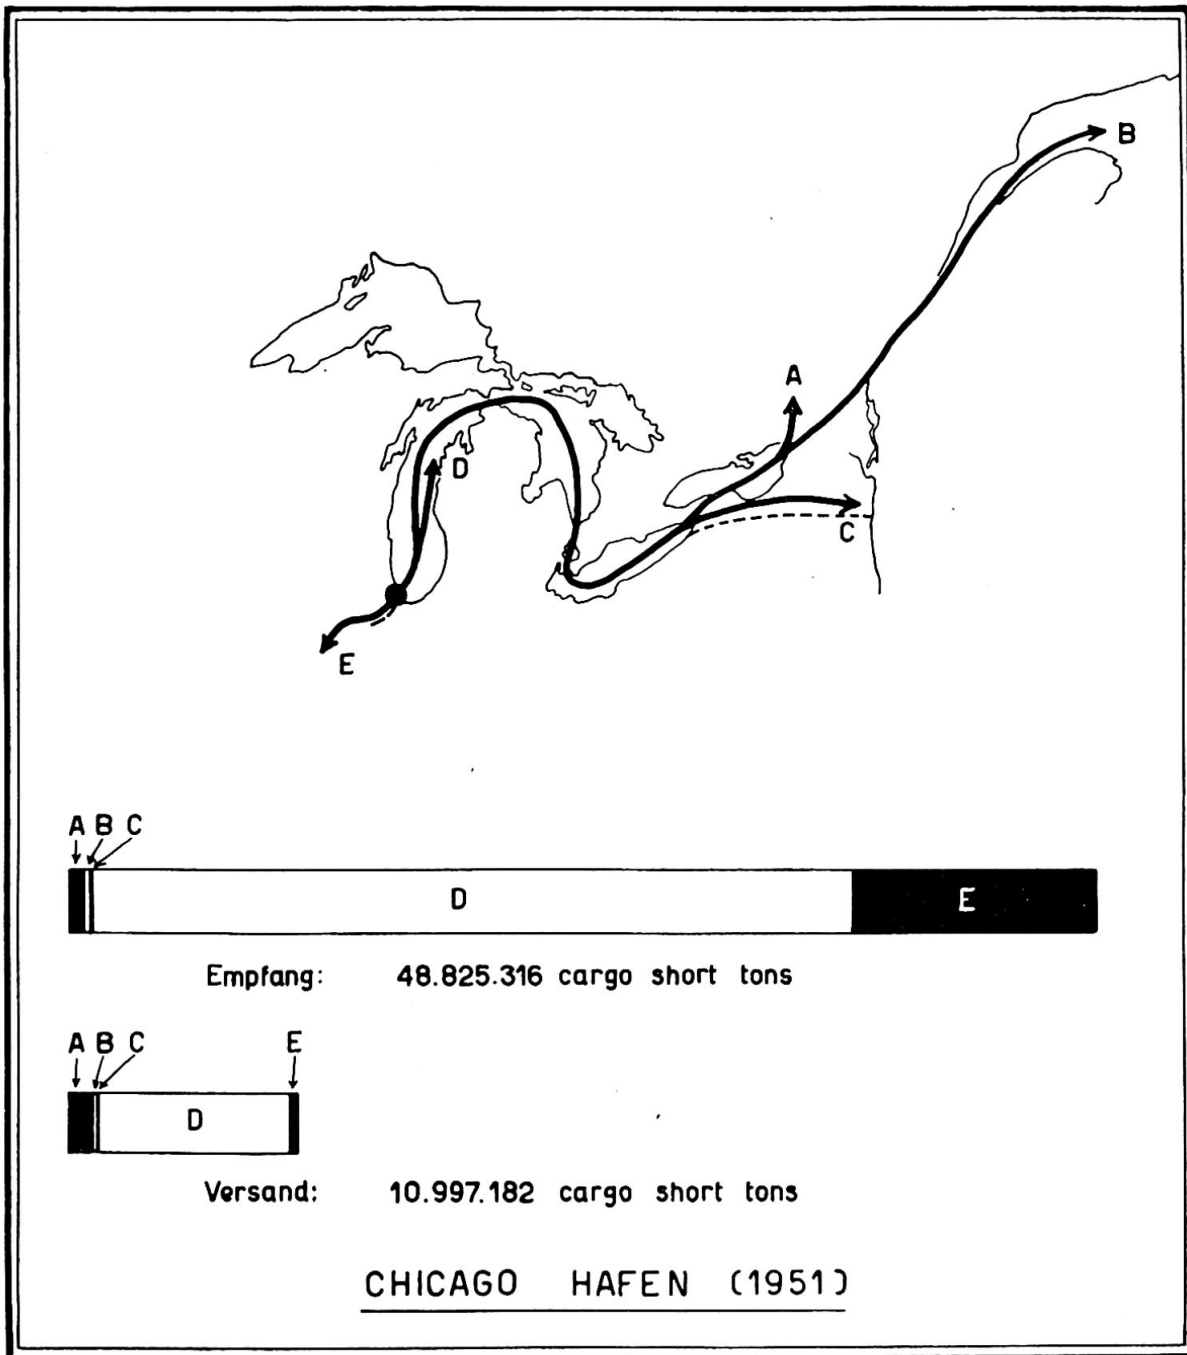 B
A
D
C
E
A B C
D E
Empfang: 48.825.316 cargo short tons
A B C E
D
Versand: 10.997.182 cargo short tons
CHICAGO HAFEN (1951)